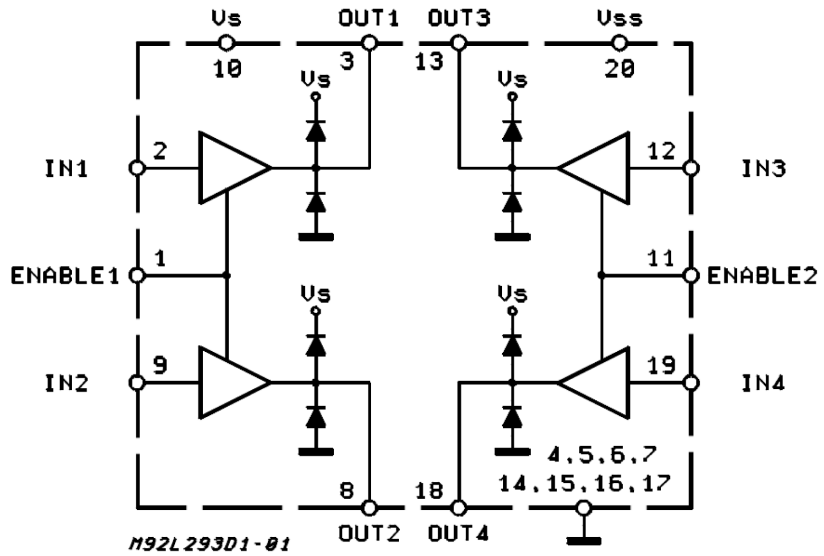 Vs OUT1 OUT3 Vss
10 3 13 20
Vs Vs
IN1 2 12 IN3
ENABLE1 1 11 ENABLE2
Vs Vs
IN2 9 19 IN4
4,5,6,7
8 18 14,15,16,17
OUT2 OUT4
M92L293D1-01